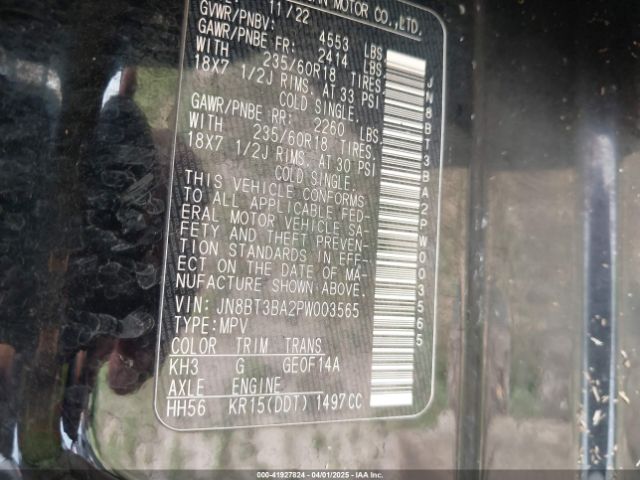 MOTOR CO.,LTD.
11/22
GVWR/PNBV: 4553 LBS.
GAWR/PNBE FR: 2414 LBS.
WITH 235/60R18 TIRES.
18X7 1/2J RIMS. AT 33 PSI
COLD SINGLE.
GAWR/PNBE RR: 2260 LBS.
WITH 235/60R18 TIRES.
18X7 1/2J RIMS. AT 30 PSI
COLD SINGLE.
THIS VEHICLE CONFORMS
TO ALL APPLICABLE FED-
ERAL MOTOR VEHICLE SA-
FETY AND THEFT PREVEN-
TION STANDARDS IN EFF-
ECT ON THE DATE OF MA-
NUFACTURE SHOWN ABOVE.
VIN: JN8BT3BA2PW003565
TYPE: MPV
COLOR TRIM TRANS
KH3 G GE0F14A
AXLE ENGINE
HH56 KR15(DDT) 1497CC
JN8BT3BA2PW003565
000-41927824 - 04/01/2025 - IAA, Inc.